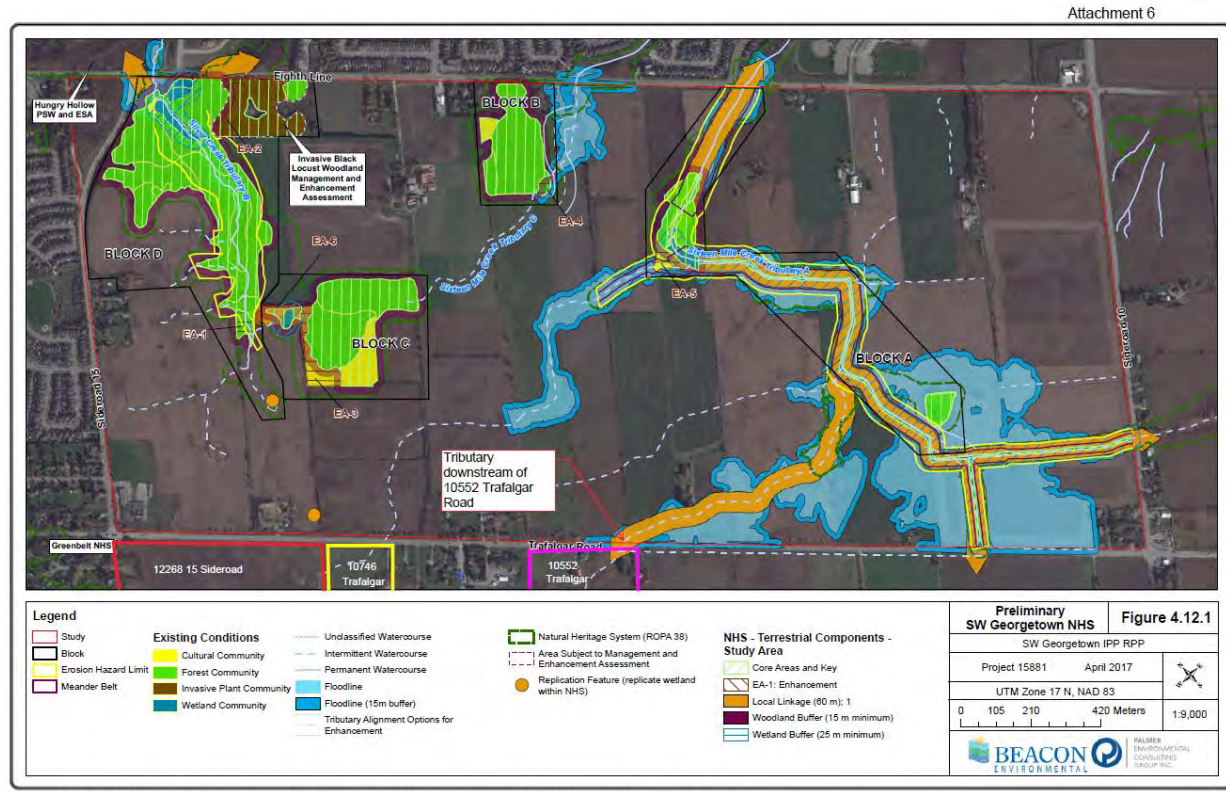 Attachment 6
Eighth Line
Hungry Hollow
PSW and ESA
BLOCK B
Silver Creek Tributary B
EA-2
Invasive Black
Locust Woodland
Management and
Enhancement
Assessment
EA-4
BLOCK D
EA-6
Sixteen Mile Creek Tributary C
Sixteen Mile Creek Tributary A
EA-5
EA-1
BLOCK C
BLOCK A
Sideroad 10
Sideroad 15
EA-3
Tributary
downstream of
10552 Trafalgar
Road
Greenbelt NHS
Trafalgar Road
12268 15 Sideroad
10746
Trafalgar
10552
Trafalgar
Legend
Study
Block
Erosion Hazard Limit
Meander Belt
Existing Conditions
Cultural Community
Forest Community
Invasive Plant Community
Wetland Community
Unclassified Watercourse
Intermittent Watercourse
Permanent Watercourse
Floodline
Floodline (15m buffer)
Tributary Alignment Options for
Enhancement
Natural Heritage System (ROPA 38)
Area Subject to Management and
Enhancement Assessment
Replication Feature (replicate wetland
within NHS)
NHS - Terrestrial Components -
Study Area
Core Areas and Key
EA-1: Enhancement
Local Linkage (60 m); 1
Woodland Buffer (15 m minimum)
Wetland Buffer (25 m minimum)
Preliminary
SW Georgetown NHS
Figure 4.12.1
SW Georgetown IPP RPP
Project 15881 April 2017
UTM Zone 17 N, NAD 83
0 105 210 420 Meters
1:9,000
BEACON
ENVIRONMENTAL
PALMER
ENVIRONMENTAL
CONSULTING
GROUP INC.